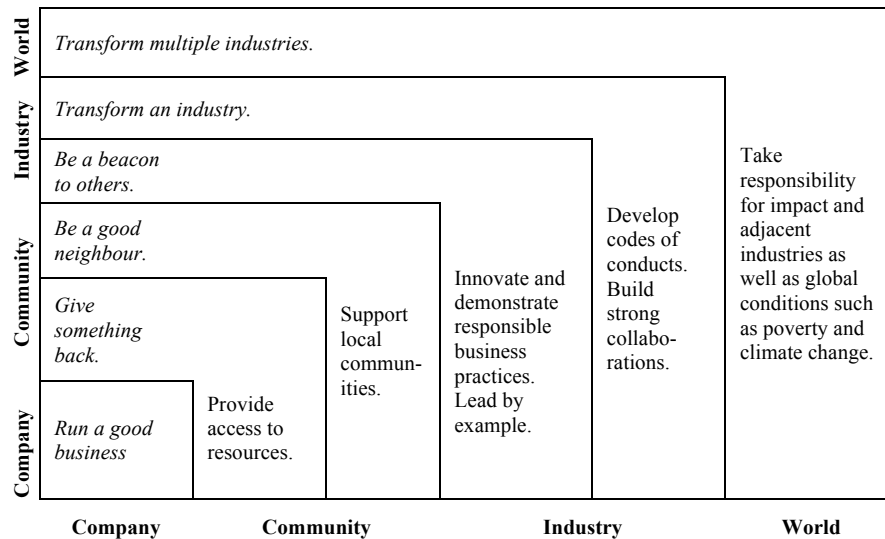 World
Transform multiple industries.
Industry
Transform an industry.
Be a beacon
to others.
Community
Be a good
neighbour.
Give
something
back.
Company
Run a good
business
Provide
access to
resources.
Support
local
commun-
ities.
Innovate and
demonstrate
responsible
business
practices.
Lead by
example.
Develop
codes of
conducts.
Build
strong
collabo-
rations.
Take
responsibility
for impact and
adjacent
industries as
well as global
conditions such
as poverty and
climate change.
Company
Community
Industry
World